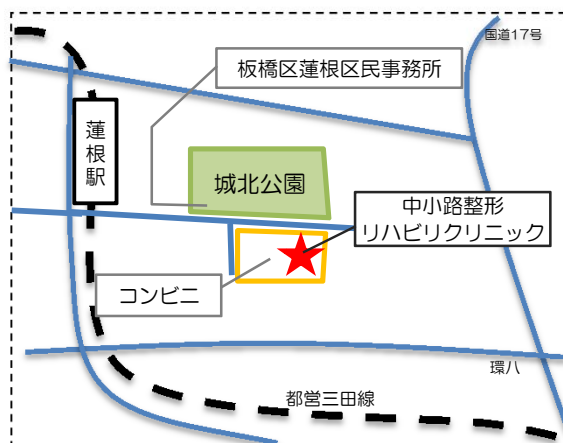 国道17号
板橋区蓮根区民事務所
蓮根駅
城北公園
中小路整形
リハビリクリニック
コンビニ
環八
都営三田線